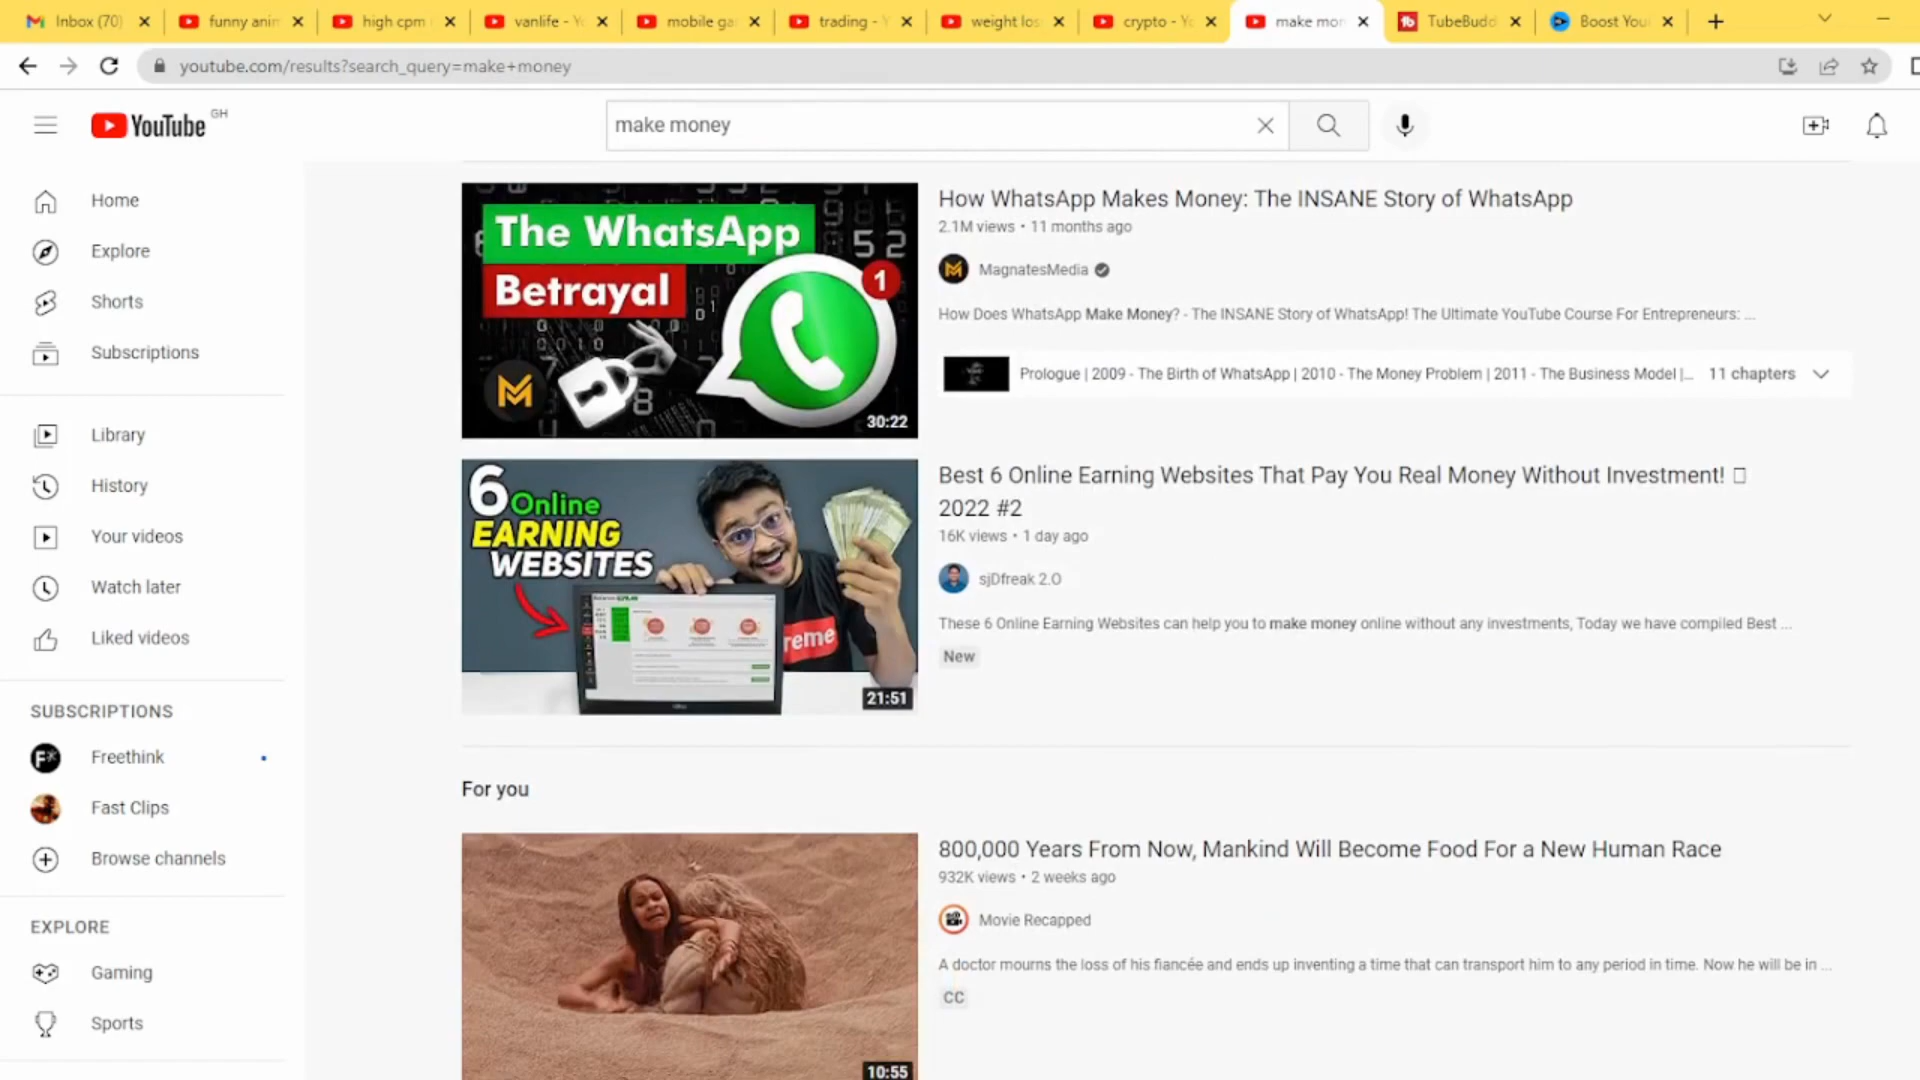 Inbox (70)
funny anim
high cpm
vanlife - Yo
mobile ga
trading - Y
weight los
crypto - Yo
make mon
TubeBudd
Boost You
youtube.com/results?search_query=make+money
YouTube GH
make money
Home
Explore
Shorts
Subscriptions
Library
History
Your videos
Watch later
Liked videos
SUBSCRIPTIONS
Freethink
Fast Clips
Browse channels
EXPLORE
Gaming
Sports
The WhatsApp
Betrayal
1
30:22
How WhatsApp Makes Money: The INSANE Story of WhatsApp
2.1M views • 11 months ago
MagnatesMedia
How Does WhatsApp Make Money? - The INSANE Story of WhatsApp! The Ultimate YouTube Course For Entrepreneurs: ...
Prologue | 2009 - The Birth of WhatsApp | 2010 - The Money Problem | 2011 - The Business Model |... 11 chapters
6 Online
EARNING
WEBSITES
reme
21:51
Best 6 Online Earning Websites That Pay You Real Money Without Investment!
2022 #2
16K views • 1 day ago
sjDfreak 2.O
These 6 Online Earning Websites can help you to make money online without any investments, Today we have compiled Best ...
New
For you
10:55
800,000 Years From Now, Mankind Will Become Food For a New Human Race
932K views • 2 weeks ago
Movie Recapped
A doctor mourns the loss of his fiancée and ends up inventing a time that can transport him to any period in time. Now he will be in ...
CC